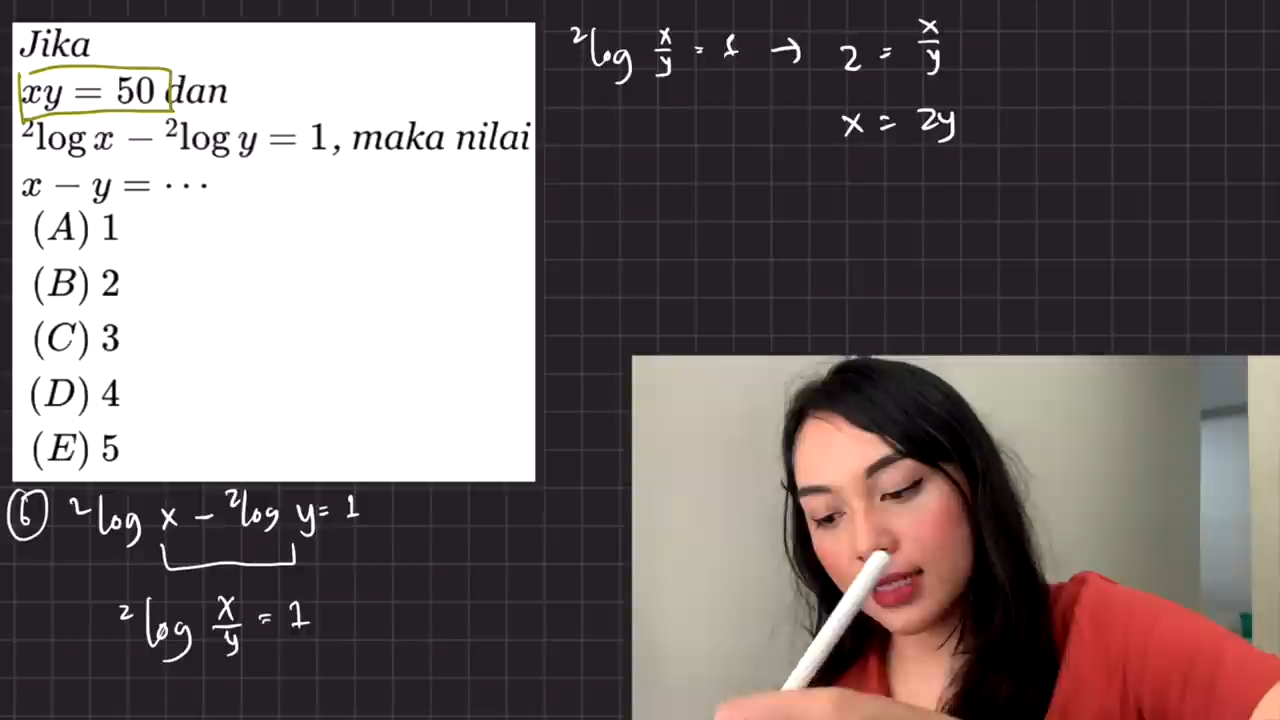 Jika
xy = 50 dan
²log x − ²log y = 1, maka nilai
x − y = ⋯
(A) 1
(B) 2
(C) 3
(D) 4
(E) 5
⑥ ²log x − ²log y = 1
²log x/y = 1
²log x/y = 1 → 2 = x/y
x = 2y